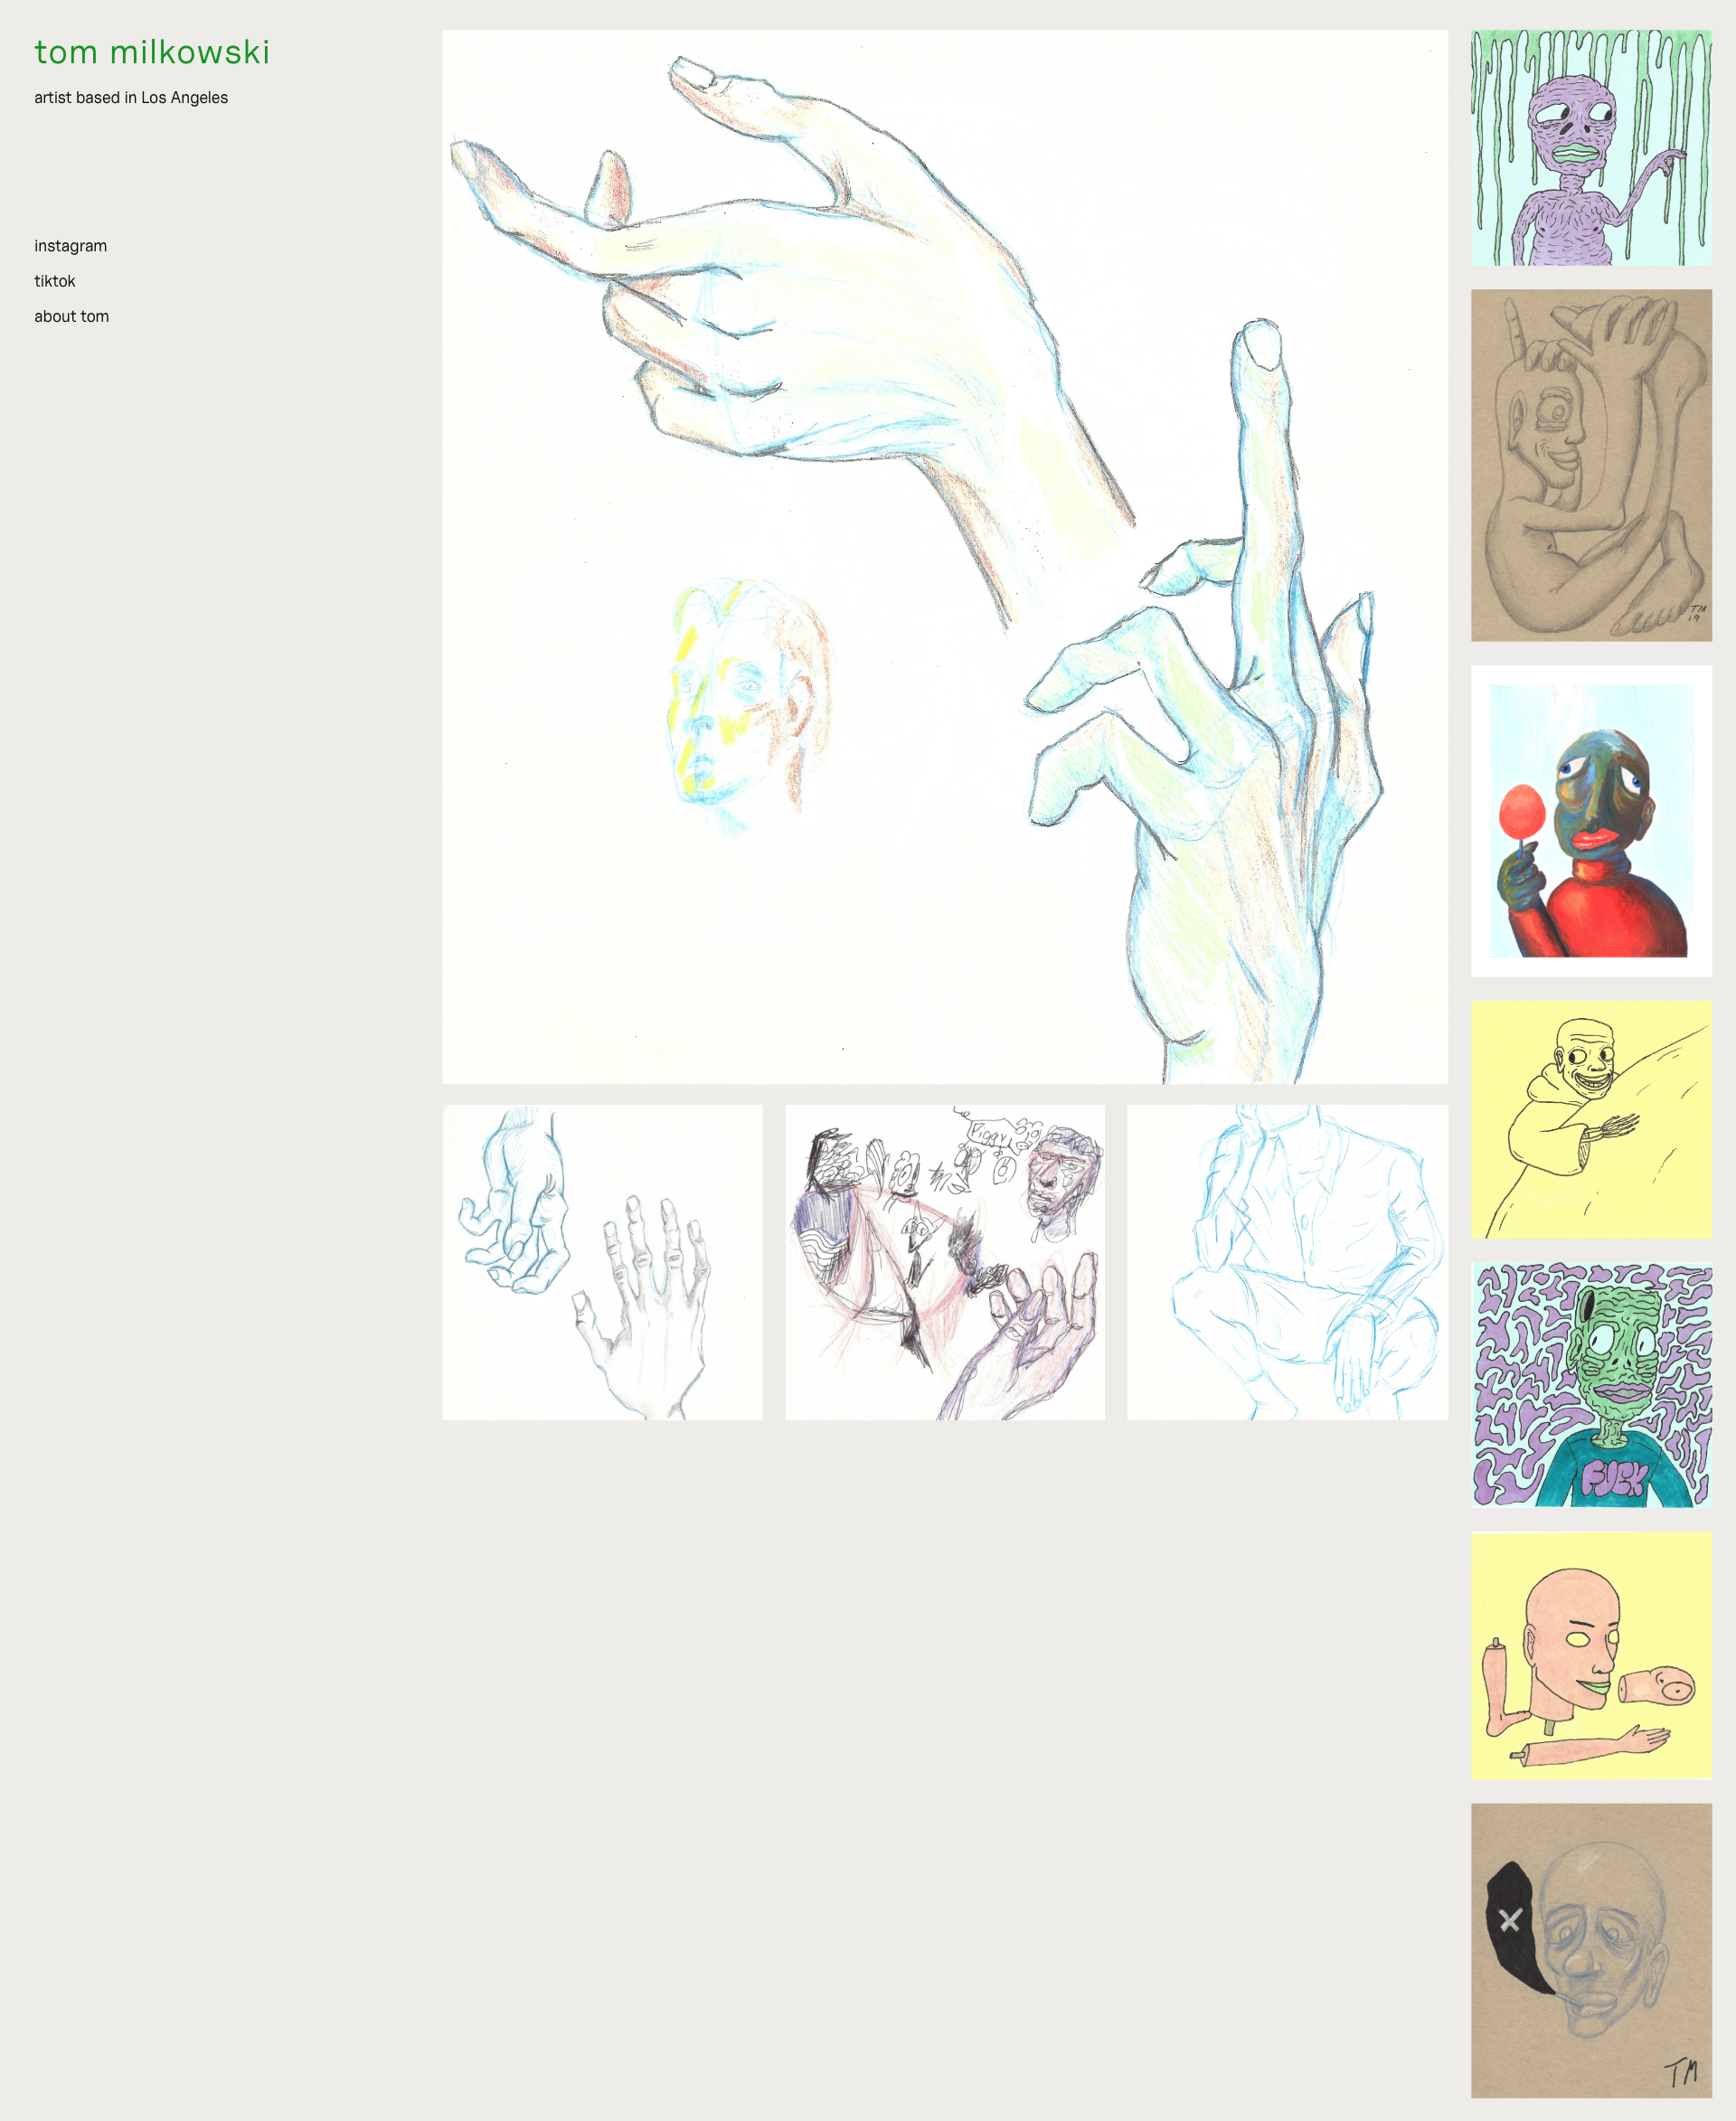 tom milkowski
artist based in Los Angeles
instagram
tiktok
about tom
TM
19
FUCK
TM
Piggy